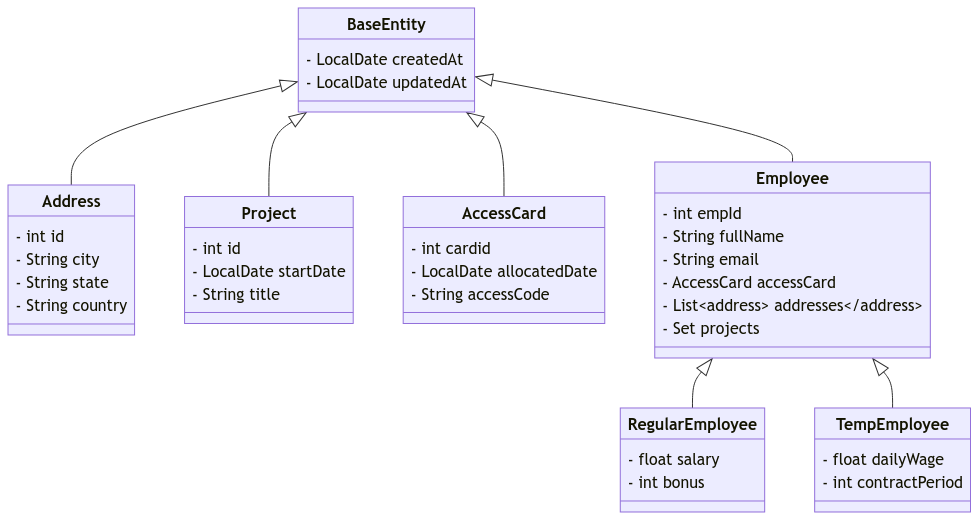 BaseEntity
- LocalDate createdAt
- LocalDate updatedAt
Address
- int id
- String city
- String state
- String country
Project
- int id
- LocalDate startDate
- String title
AccessCard
- int cardid
- LocalDate allocatedDate
- String accessCode
Employee
- int empId
- String fullName
- String email
- AccessCard accessCard
- List<address> addresses</address>
- Set projects
RegularEmployee
- float salary
- int bonus
TempEmployee
- float dailyWage
- int contractPeriod